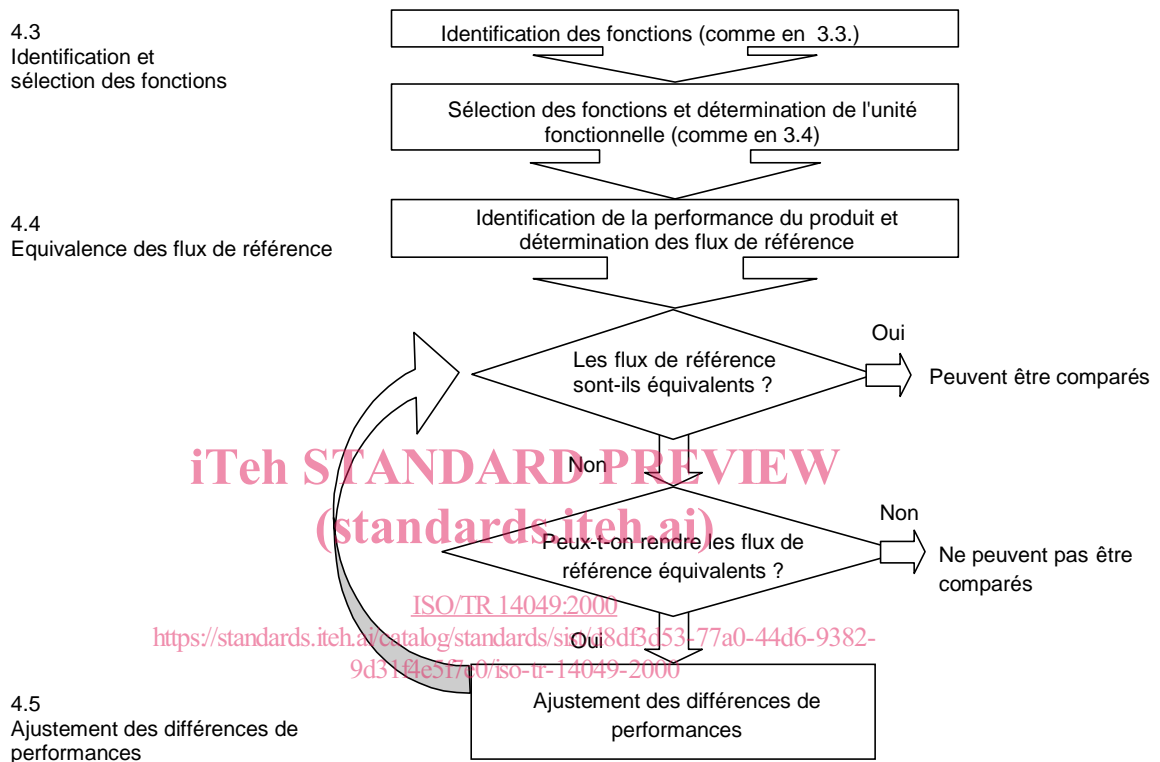 4.3
Identification et
sélection des fonctions
Identification des fonctions (comme en 3.3.)
Sélection des fonctions et détermination de l'unité
fonctionnelle (comme en 3.4)
4.4
Equivalence des flux de référence
Identification de la performance du produit et
détermination des flux de référence
Les flux de référence
sont-ils équivalents ?
Oui
Peuvent être comparés
Non
iTeh STANDARD PREVIEW
(standards.iteh.ai)
Peux-t-on rendre les flux de
référence équivalents ?
Non
Ne peuvent pas être
comparés
ISO/TR 14049:2000
https://standards.iteh.ai/catalog/standards/sist/d8df3d53-77a0-44d6-9382-
9d31f4e5f7e0/iso-tr-14049-2000
Oui
4.5
Ajustement des différences de
performances
Ajustement des différences de
performances